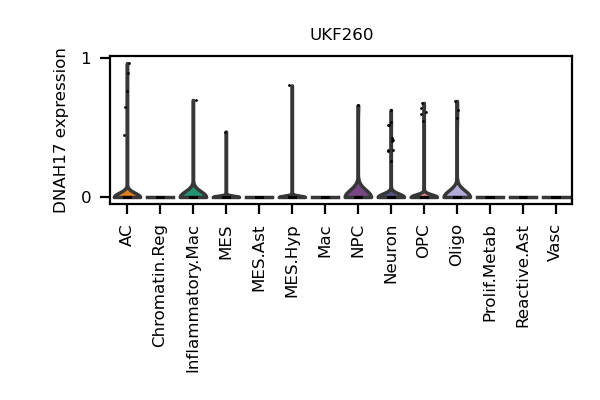 UKF260
DNAH17 expression
1
0
AC
Chromatin.Reg
Inflammatory.Mac
MES
MES.Ast
MES.Hyp
Mac
NPC
Neuron
OPC
Oligo
Prolif.Metab
Reactive.Ast
Vasc